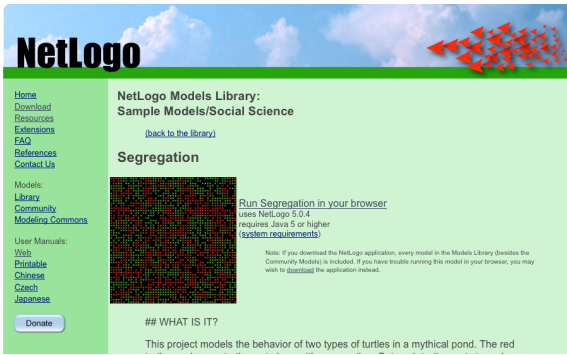 NetLogo
Home
Download
Resources
Extensions
FAQ
References
Contact Us
Models:
Library
Community
Modeling Commons
User Manuals:
Web
Printable
Chinese
Czech
Japanese
Donate
NetLogo Models Library:
Sample Models/Social Science
(back to the library)
Segregation
Run Segregation in your browser
uses NetLogo 5.0.4
requires Java 5 or higher
(system requirements)
Note: If you download the NetLogo application, every model in the Models Library (besides the
Community Models) is included. If you have trouble running this model in your browser, you may
wish to download the application instead.
## WHAT IS IT?
This project models the behavior of two types of turtles in a mythical pond. The red